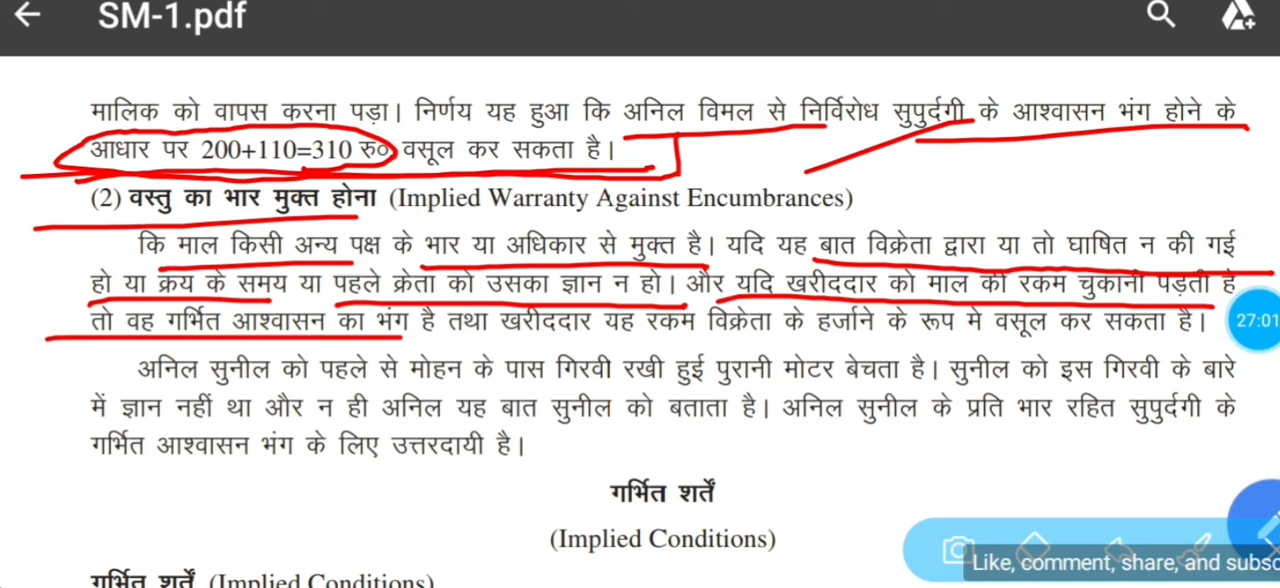 SM-1.pdf
मालिक को वापस करना पड़ा। निर्णय यह हुआ कि अनिल विमल से निर्विरोध सुपुर्दगी के आश्वासन भंग होने के
आधार पर 200+110=310 रु० वसूल कर सकता है।
(2) वस्तु का भार मुक्त होना (Implied Warranty Against Encumbrances)
कि माल किसी अन्य पक्ष के भार या अधिकार से मुक्त है। यदि यह बात विक्रेता द्वारा या तो घाषित न की गई
हो या क्रय के समय या पहले क्रेता को उसका ज्ञान न हो। और यदि खरीददार को माल की रकम चुकानी पड़ती है
तो वह गर्भित आश्वासन का भंग है तथा खरीददार यह रकम विक्रेता के हर्जाने के रूप मे वसूल कर सकता है।
27:01
अनिल सुनील को पहले से मोहन के पास गिरवी रखी हुई पुरानी मोटर बेचता है। सुनील को इस गिरवी के बारे
में ज्ञान नहीं था और न ही अनिल यह बात सुनील को बताता है। अनिल सुनील के प्रति भार रहित सुपुर्दगी के
गर्भित आश्वासन भंग के लिए उत्तरदायी है।
गर्भित शर्तें
(Implied Conditions)
Like, comment, share, and subsc
गर्भित शर्तें (Implied Conditions)